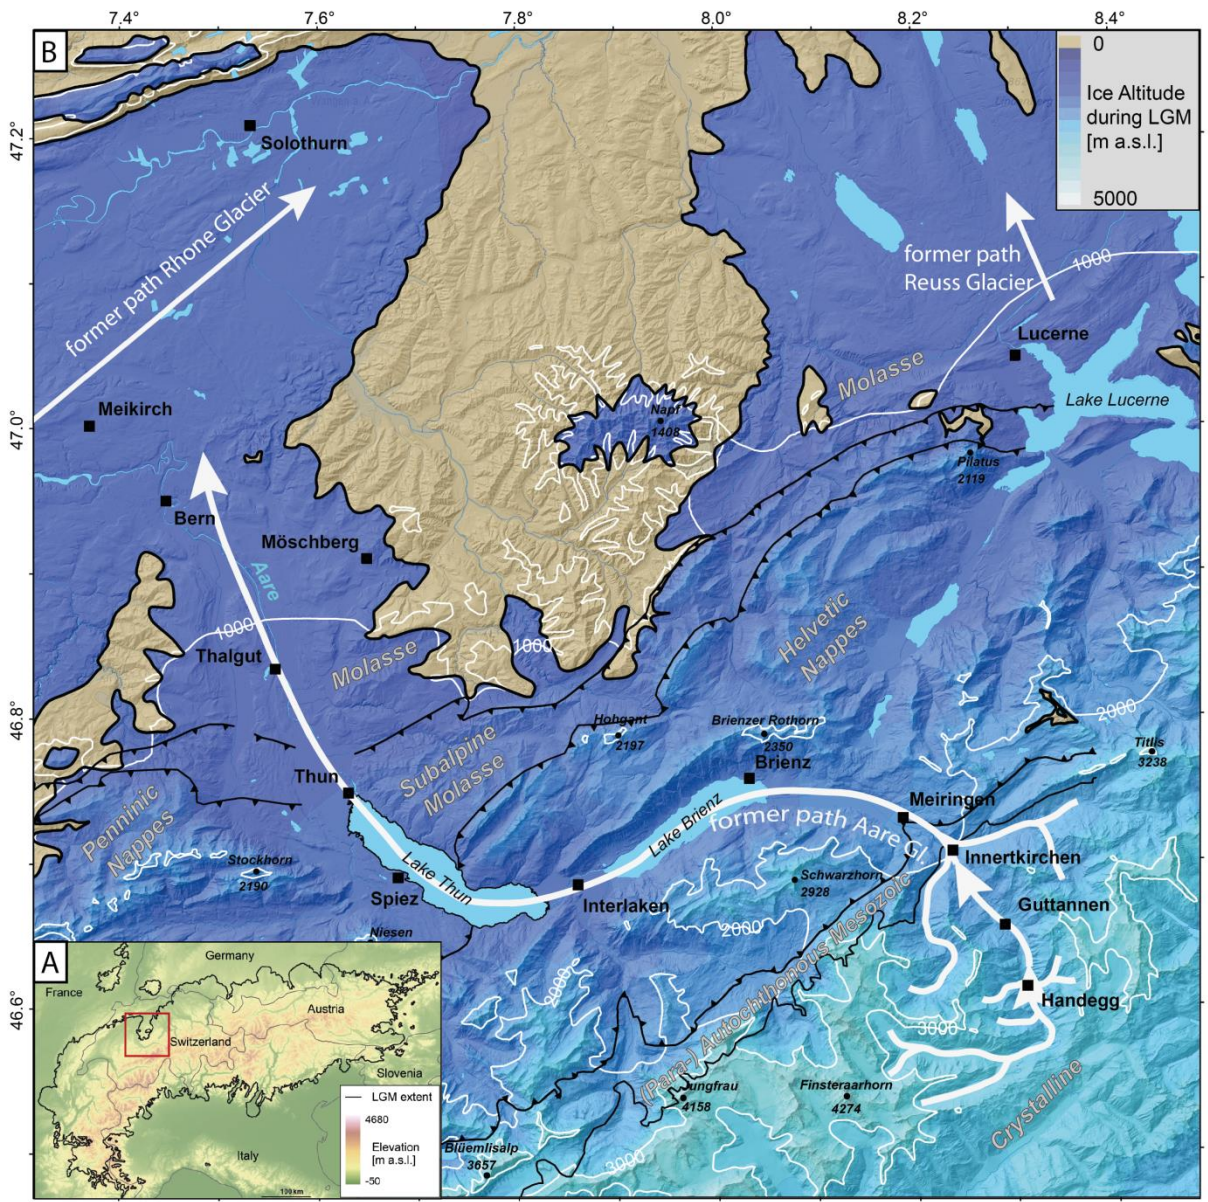 7.4
7.6
7.8
8.0
8.2
8.4
B
0
Ice Altitude
during LGM
[m a.s.l.]
5000
47.2°
Solothurn
former path Rhone Glacier
former path
Reuss Glacier
1000
Lucerne
Molasse
Lake Lucerne
Meikirch
47.0°
Napf
1408
Pilatus
2119
Bern
Möschberg
Aare
1000
Thalgut
Molasse
1000
Helvetic
Nappes
46.8°
Hohgant
2197
Brienzer Rothorn
2350
2000
Titlis
3238
Thun
Subalpine
Molasse
Brienz
Meiringen
Penninic
Nappes
Lake Brienz
former path Aare Gl.
Innertkirchen
Stockhorn
2190
Lake Thun
Spiez
Interlaken
Schwarzhorn
2928
Guttannen
Niesen
2000
2000
(Para-) Autochthonous Mesozoic
46.6°
Handegg
3000
Jungfrau
4158
Finsteraarhorn
4274
Crystalline
Blüemlisalp
3657
3000
A
Germany
France
Austria
Switzerland
Slovenia
Italy
LGM extent
4680
Elevation
[m a.s.l.]
-50
100 km